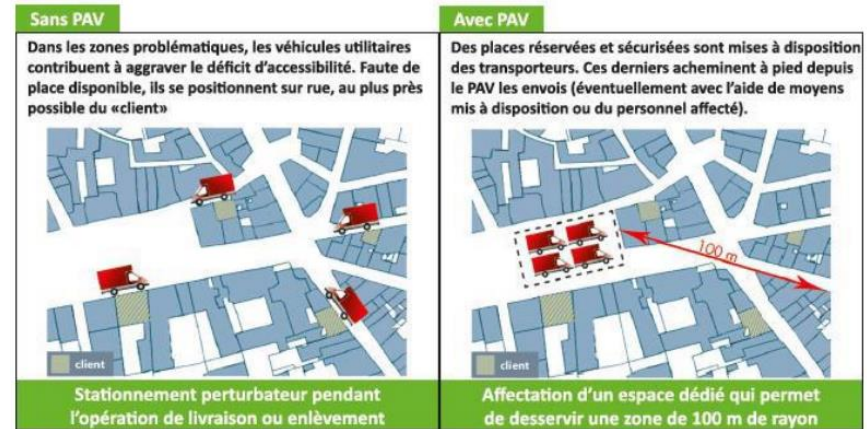 Sans PAV
Dans les zones problématiques, les véhicules utilitaires
contribuent à aggraver le déficit d'accessibilité. Faute de
place disponible, ils se positionnent sur rue, au plus près
possible du «client»
client
Stationnement perturbateur pendant
l'opération de livraison ou enlèvement
Avec PAV
Des places réservées et sécurisées sont mises à disposition
des transporteurs. Ces derniers acheminent à pied depuis
le PAV les envois (éventuellement avec l'aide de moyens
mis à disposition ou du personnel affecté).
100 m
client
Affectation d'un espace dédié qui permet
de desservir une zone de 100 m de rayon